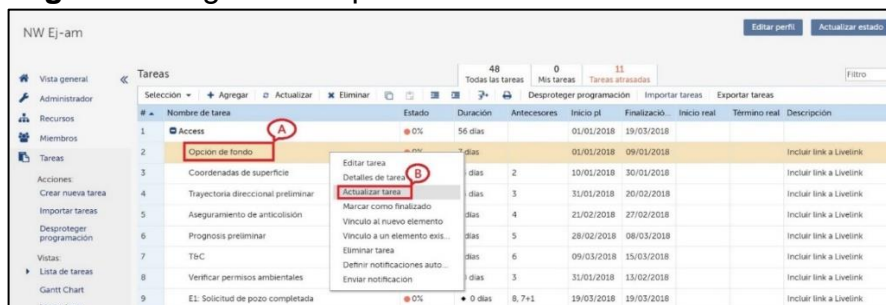 NW Ej-am
Editar perfil
Actualizar estado
Vista general
Administrador
Recursos
Miembros
Tareas
Acciones:
Crear nueva tarea
Importar tareas
Desproteger
programación
Vistas:
Lista de tareas
Gantt Chart
Tareas
48
Todas las tareas
0
Mis tareas
11
Tareas atrasadas
Filtro
Selección + Agregar Actualizar Eliminar Desproteger programación Importar tareas Exportar tareas
# Nombre de tarea Estado Duración Antecesores Inicio pl Finalizació... Inicio real Término real Descripción
1 Access 0% 56 días 01/01/2018 19/03/2018
A
2 Opción de fondo 0% 7 días 01/01/2018 09/01/2018 Incluir link a Livelink
3 Coordenadas de superficie días 2 10/01/2018 30/01/2018 Incluir link a Livelink
4 Trayectoria direccional preliminar días 3 31/01/2018 20/02/2018 Incluir link a Livelink
5 Aseguramiento de anticolisión días 4 21/02/2018 27/02/2018 Incluir link a Livelink
6 Prognosis preliminar días 5 28/02/2018 08/03/2018 Incluir link a Livelink
7 T&C días 6 09/03/2018 15/03/2018 Incluir link a Livelink
8 Verificar permisos ambientales días 3 31/01/2018 13/02/2018 Incluir link a Livelink
9 E1: Solicitud de pozo completada 0% 0 días 8, 7+1 19/03/2018 19/03/2018 Incluir link a Livelink
Editar tarea
Detalles de tarea
B
Actualizar tarea
Marcar como finalizado
Vínculo al nuevo elemento
Vínculo a un elemento exis...
Eliminar tarea
Definir notificaciones auto...
Enviar notificación